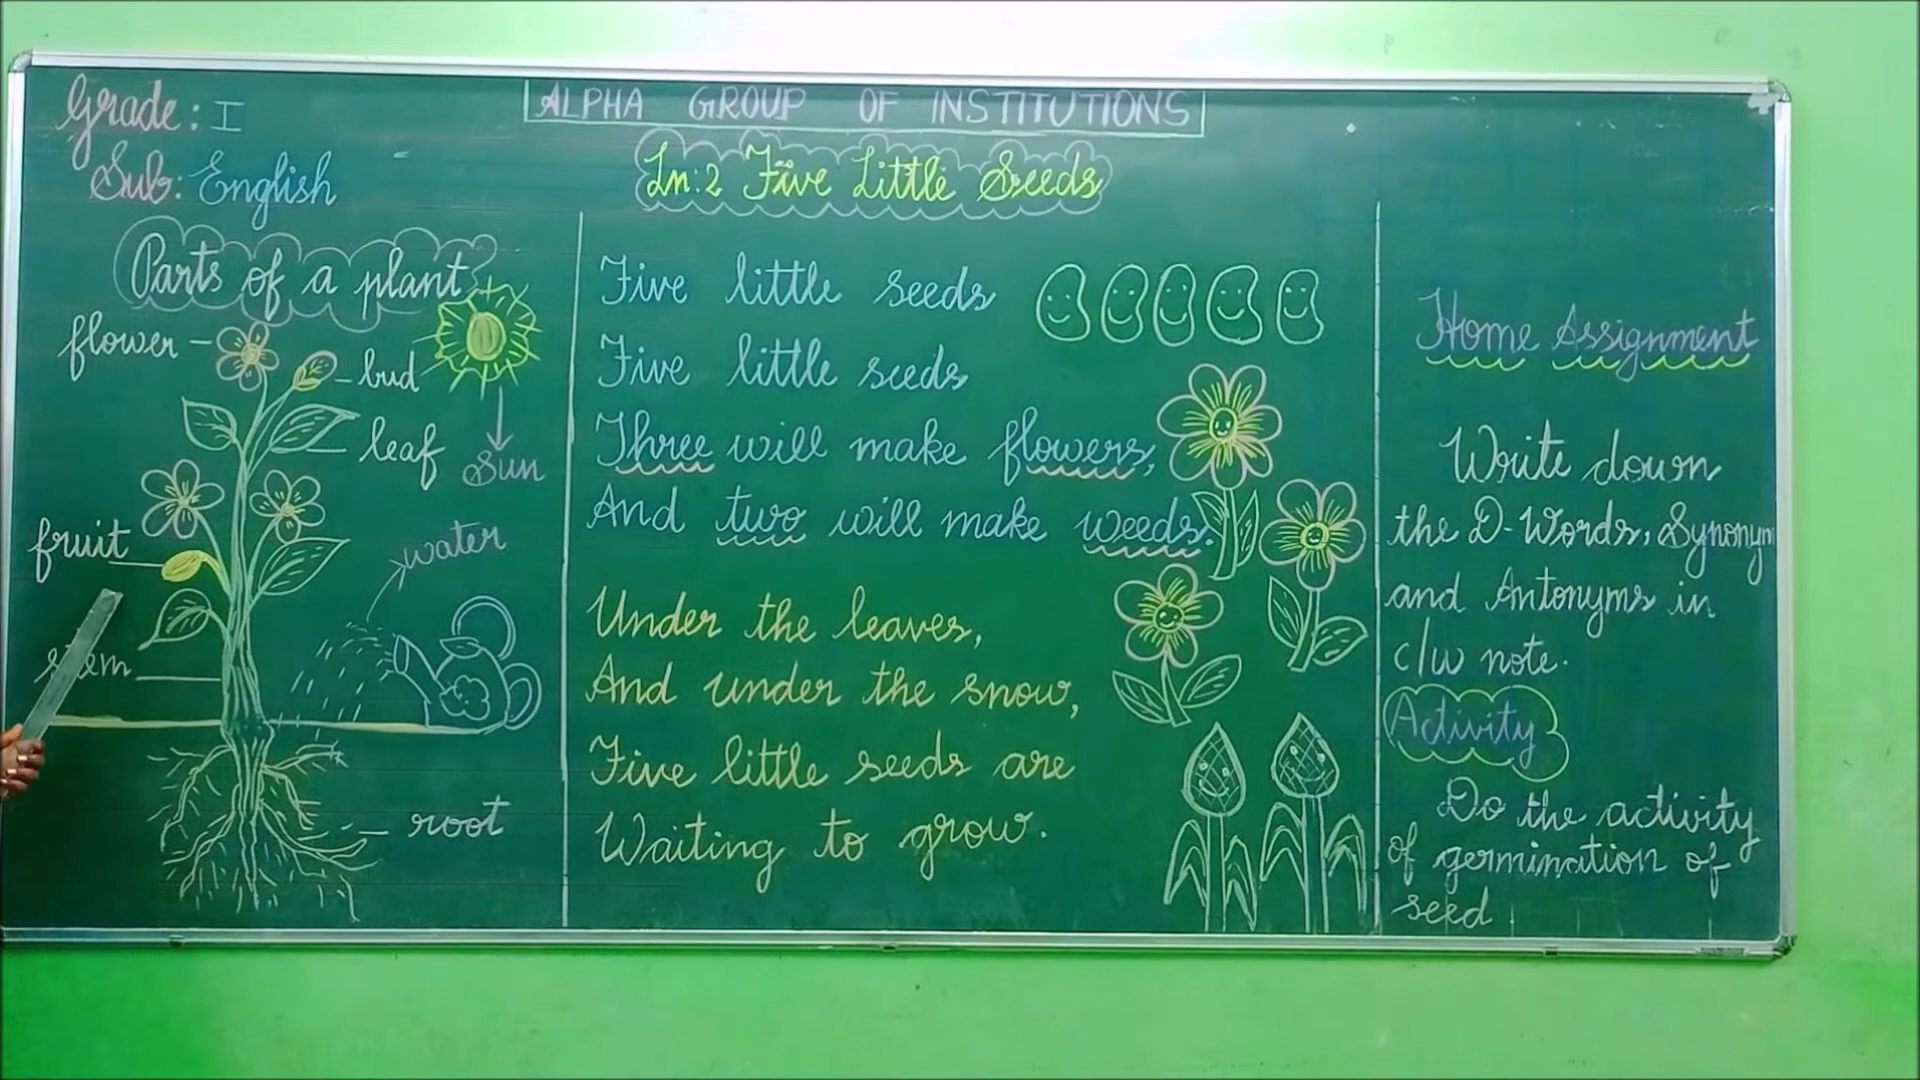 ALPHA GROUP OF INSTITUTIONS
Grade: I
Sub: English
Ln:2 Five Little Seeds
Parts of a plant
flower
bud
leaf
Sun
fruit
water
stem
root
Five little seeds
Five little seeds
Three will make flowers,
And two will make weeds.
Under the leaves,
And under the snow,
Five little seeds are
Waiting to grow.
Home Assignment
Write down
the D-Words, Synonym
and Antonyms in
c/w note.
Activity
Do the activity
of germination of
seed